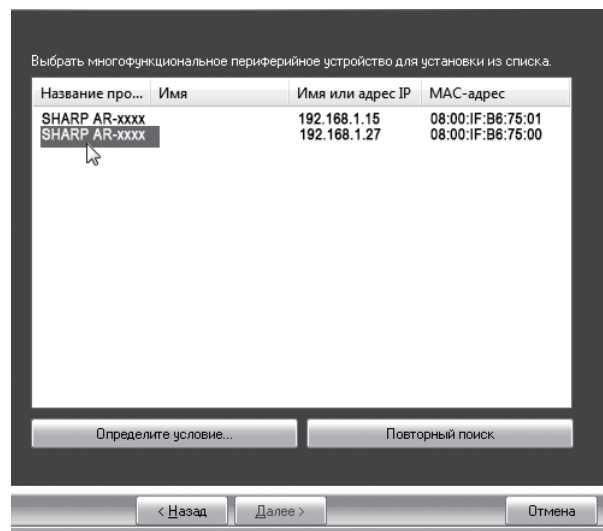 Выбрать многофункциональное периферийное устройство для установки из списка.
Название про... Имя Имя или адрес IP MAC-адрес
SHARP AR-xxxx 192.168.1.15 08:00:IF:B6:75:01
SHARP AR-xxxx 192.168.1.27 08:00:IF:B6:75:00
Определите условие... Повторный поиск
< Назад Далее > Отмена